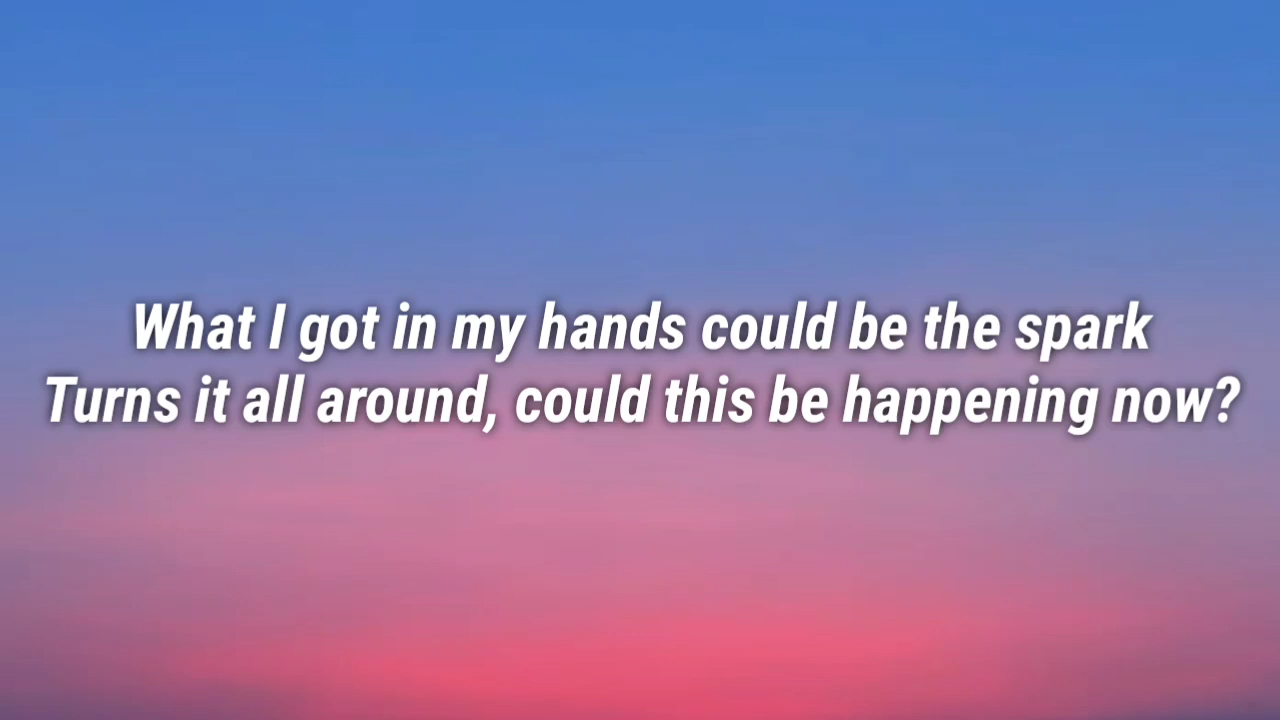 What I got in my hands could be the spark
Turns it all around, could this be happening now?